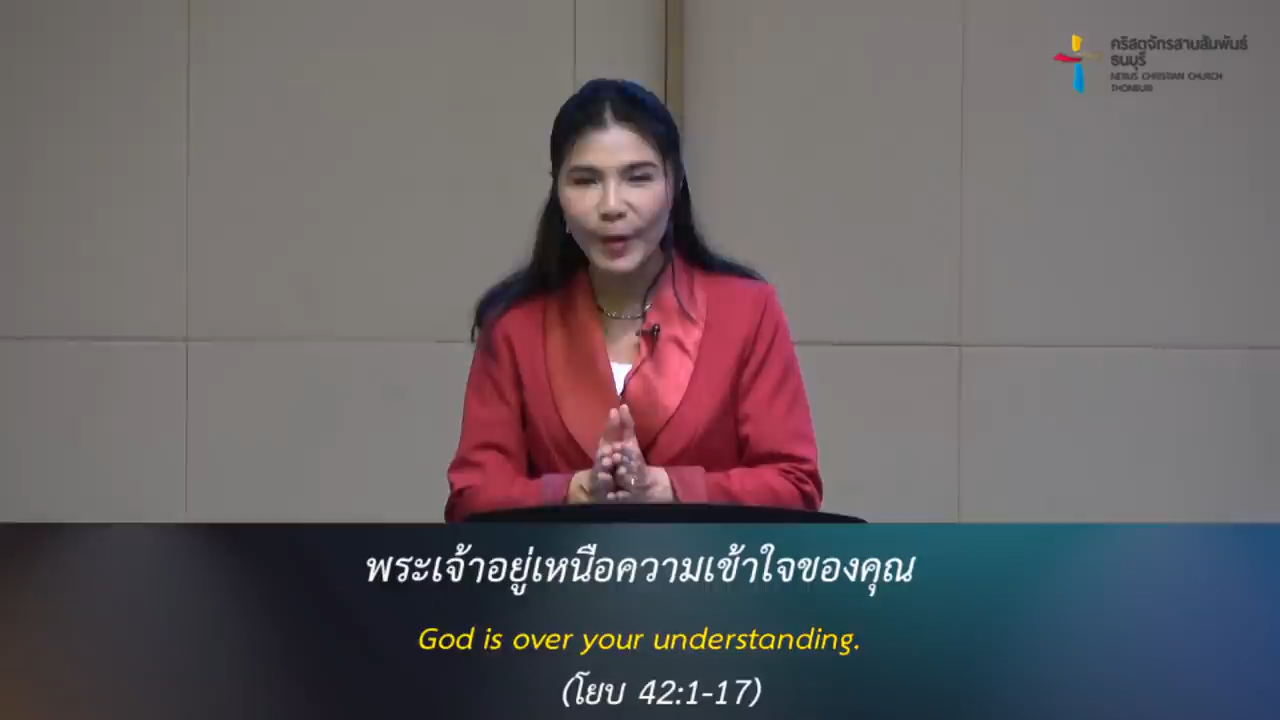 คริสตจักรสานสัมพันธ์
ธนบุรี
NEXUS CHRISTIAN CHURCH
THONBURI
พระเจ้าอยู่เหนือความเข้าใจของคุณ
God is over your understanding.
(โยบ 42:1-17)